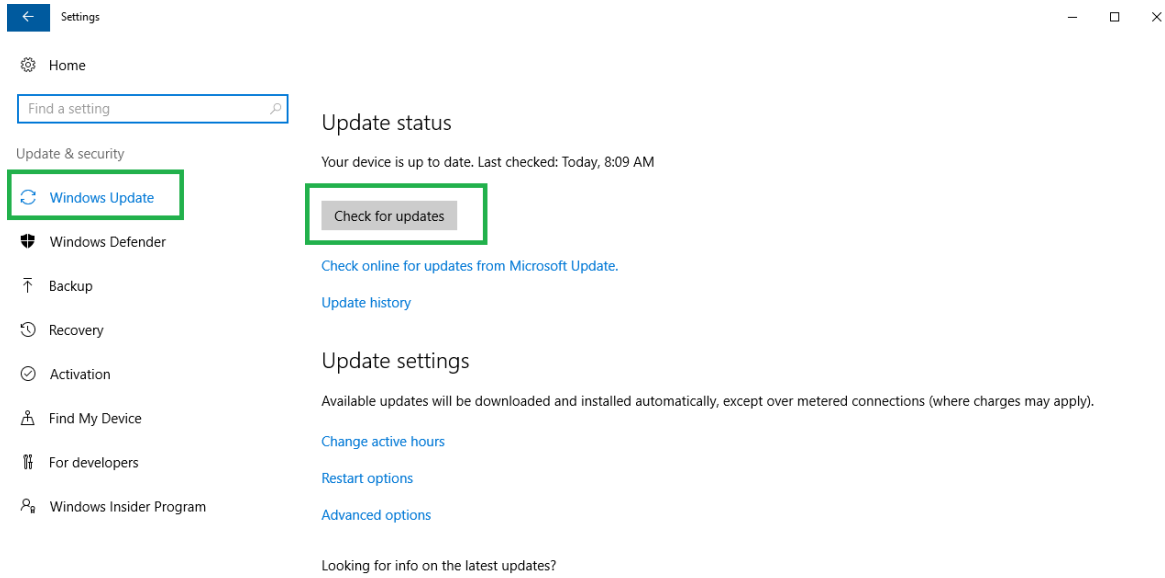 Settings
Home
Find a setting
Update & security
Windows Update
Windows Defender
Backup
Recovery
Activation
Find My Device
For developers
Windows Insider Program
Update status
Your device is up to date. Last checked: Today, 8:09 AM
Check for updates
Check online for updates from Microsoft Update.
Update history
Update settings
Available updates will be downloaded and installed automatically, except over metered connections (where charges may apply).
Change active hours
Restart options
Advanced options
Looking for info on the latest updates?